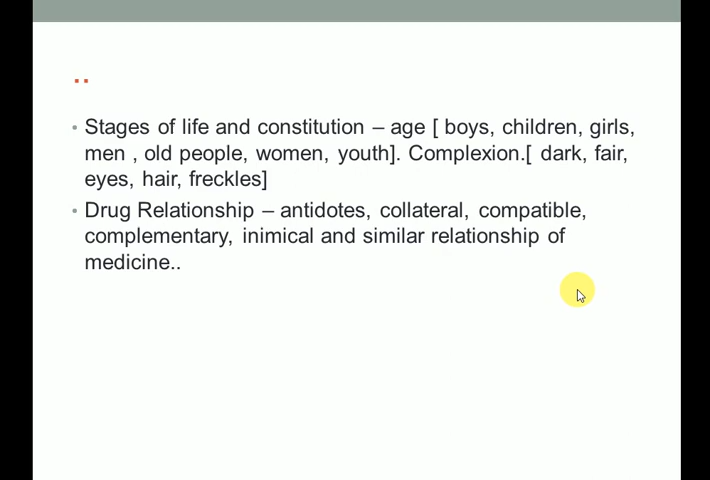 ..
• Stages of life and constitution – age [ boys, children, girls,
men , old people, women, youth]. Complexion.[ dark, fair,
eyes, hair, freckles]
• Drug Relationship – antidotes, collateral, compatible,
complementary, inimical and similar relationship of
medicine..